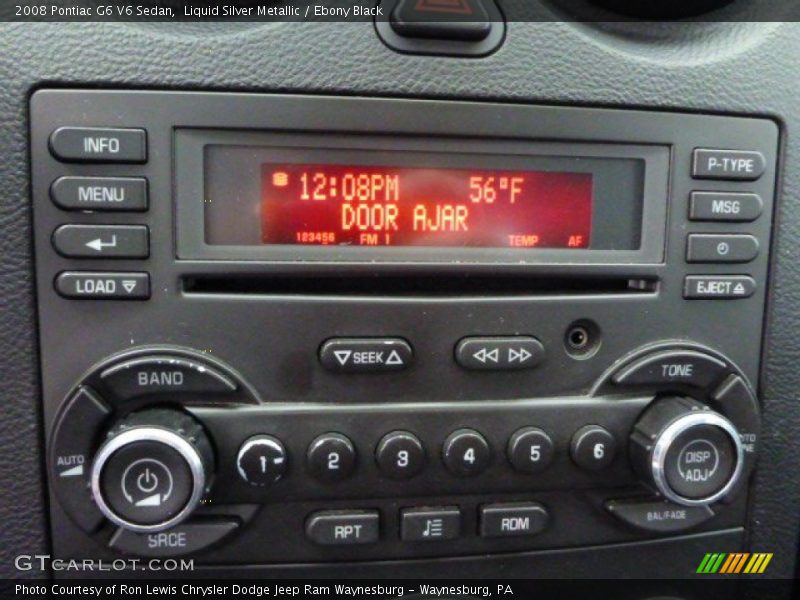 2008 Pontiac G6 V6 Sedan, Liquid Silver Metallic / Ebony Black
INFO
P-TYPE
12:08PM 56°F
MENU
MSG
DOOR AJAR
123456 FM 1 TEMP AF
LOAD
EJECT
SEEK
BAND
TONE
AUTO
1 2 3 4 5 6
DISP
ADJ
SRCE
RPT
RDM
BAL/FADE
GTCARLOT.COM
Photo Courtesy of Ron Lewis Chrysler Dodge Jeep Ram Waynesburg - Waynesburg, PA